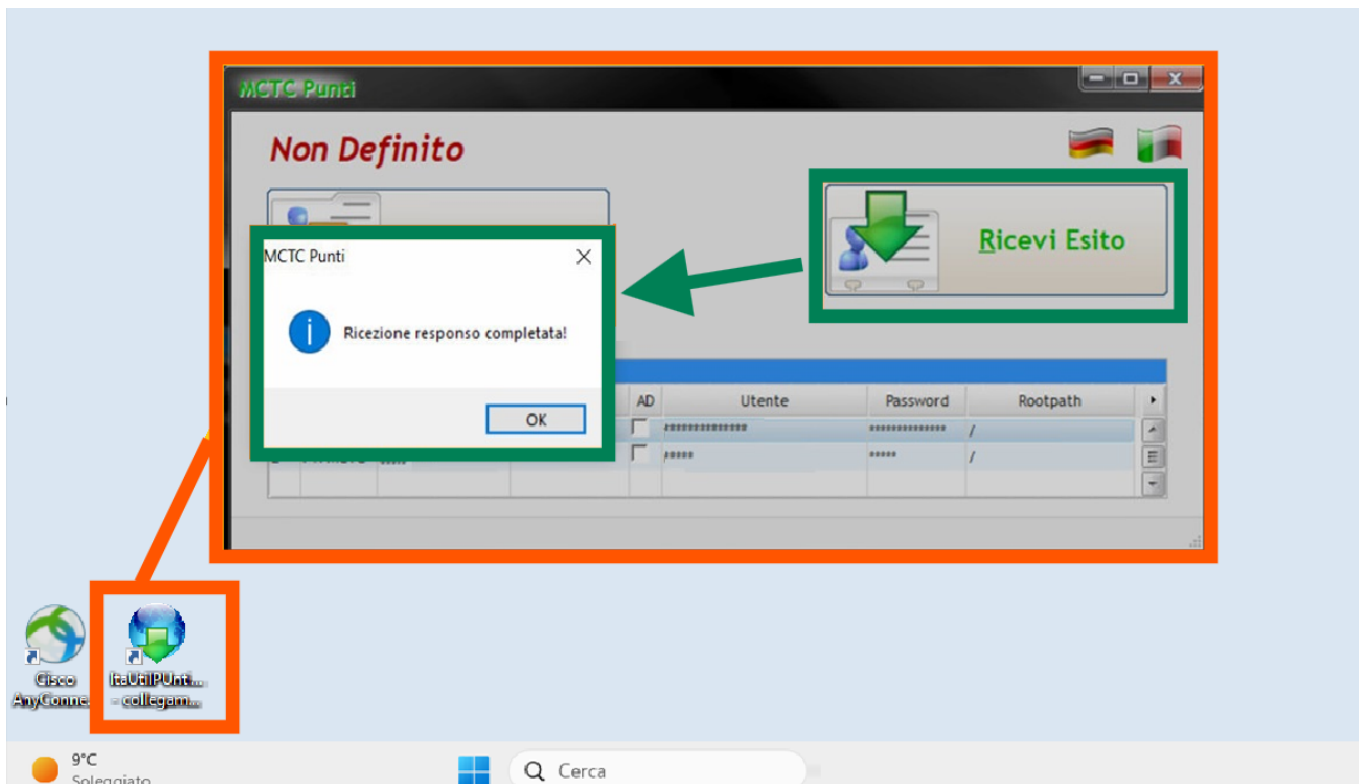 MCTC Punti
Non Definito
Ricevi Esito
MCTC Punti
Ricezione responso completata!
OK
AD Utente Password Rootpath
************** ************** /
***** ***** /
Cisco
AnyConne...
ItaUtilPUnti...
- collegam...
9°C
Soleggiato
Cerca